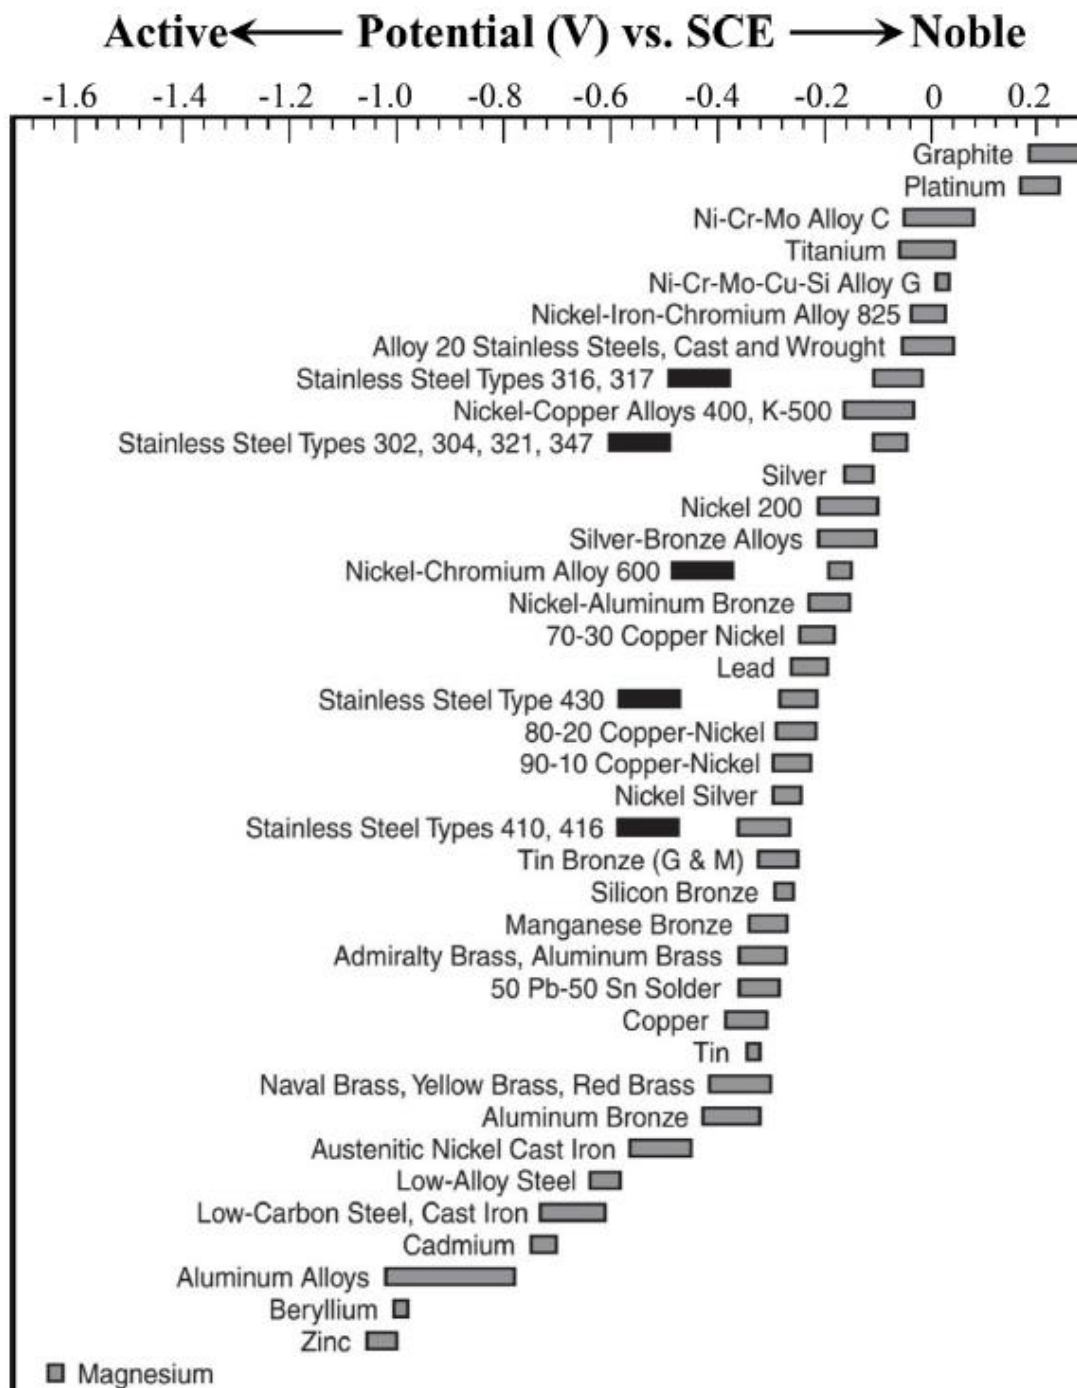 Active Potential (V) vs. SCE Noble
-1.6 -1.4 -1.2 -1.0 -0.8 -0.6 -0.4 -0.2 0 0.2
Graphite
Platinum
Ni-Cr-Mo Alloy C
Titanium
Ni-Cr-Mo-Cu-Si Alloy G
Nickel-Iron-Chromium Alloy 825
Alloy 20 Stainless Steels, Cast and Wrought
Stainless Steel Types 316, 317
Nickel-Copper Alloys 400, K-500
Stainless Steel Types 302, 304, 321, 347
Silver
Nickel 200
Silver-Bronze Alloys
Nickel-Chromium Alloy 600
Nickel-Aluminum Bronze
70-30 Copper Nickel
Lead
Stainless Steel Type 430
80-20 Copper-Nickel
90-10 Copper-Nickel
Nickel Silver
Stainless Steel Types 410, 416
Tin Bronze (G & M)
Silicon Bronze
Manganese Bronze
Admiralty Brass, Aluminum Brass
50 Pb-50 Sn Solder
Copper
Tin
Naval Brass, Yellow Brass, Red Brass
Aluminum Bronze
Austenitic Nickel Cast Iron
Low-Alloy Steel
Low-Carbon Steel, Cast Iron
Cadmium
Aluminum Alloys
Beryllium
Zinc
Magnesium